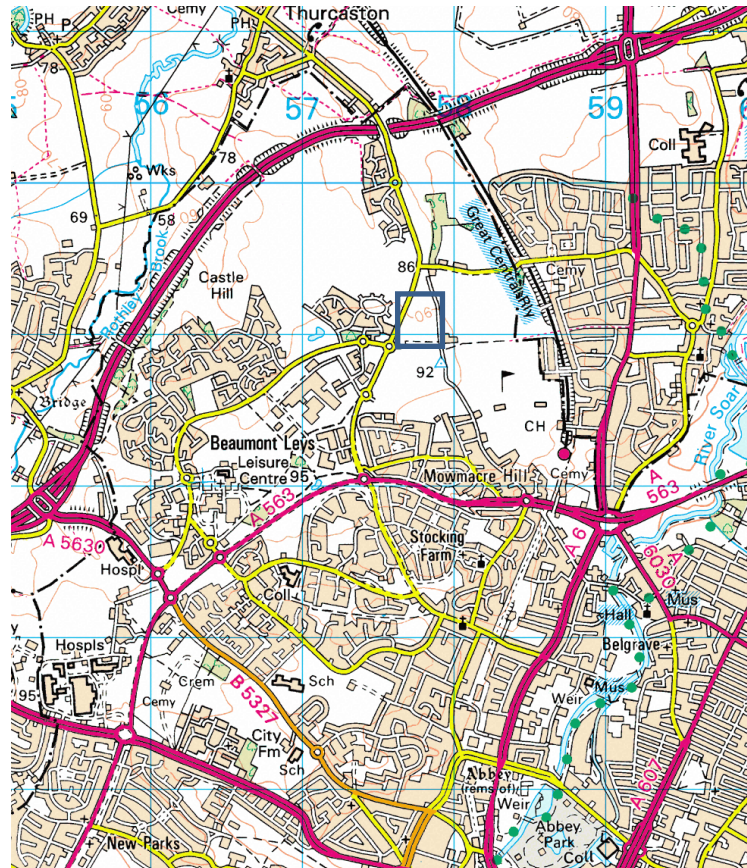 PH
P
Cemy
PH
Thurcaston
78
56
57
58
59
60
Coll
Wks
78
69
58
Rothley Brook
Castle
Hill
86
Great Central Rly
Cemy
90
92
CH
Bridge
Beaumont Leys
Leisure
Centre
95
Mowmacre Hill
Cemy
River Soar
A 563
A 563
A 5630
Hospl
Stocking
Farm
A 6
A 6030
Coll
Hall
Mus
Belgrave
Hospls
95
Crem
Cemy
B 5327
Sch
City
Fm
Sch
Weir
Mus
Abbey
(rems of)
Weir
A 607
Abbey
Park
New Parks
Coll